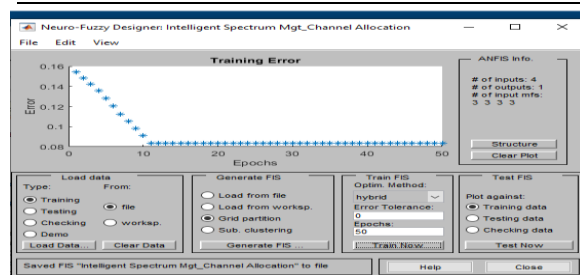 Neuro-Fuzzy Designer: Intelligent Spectrum Mgt_Channel Allocation
File Edit View
Training Error
0.16
0.14
0.12
0.1
0.08
Error
0 10 20 30 40 50
Epochs
ANFIS Info.
# of inputs: 4
# of outputs: 1
# of input mfs:
3 3 3 3
Structure
Clear Plot
Load data
Type: From:
Training
Testing
Checking
Demo
file
worksp.
Load Data... Clear Data
Generate FIS
Load from file
Load from worksp.
Grid partition
Sub. clustering
Generate FIS ...
Train FIS
Optim. Method:
hybrid
Error Tolerance:
0
Epochs:
50
Train Now
Test FIS
Plot against:
Training data
Testing data
Checking data
Test Now
Saved FIS "Intelligent Spectrum Mgt_Channel Allocation" to file
Help Close